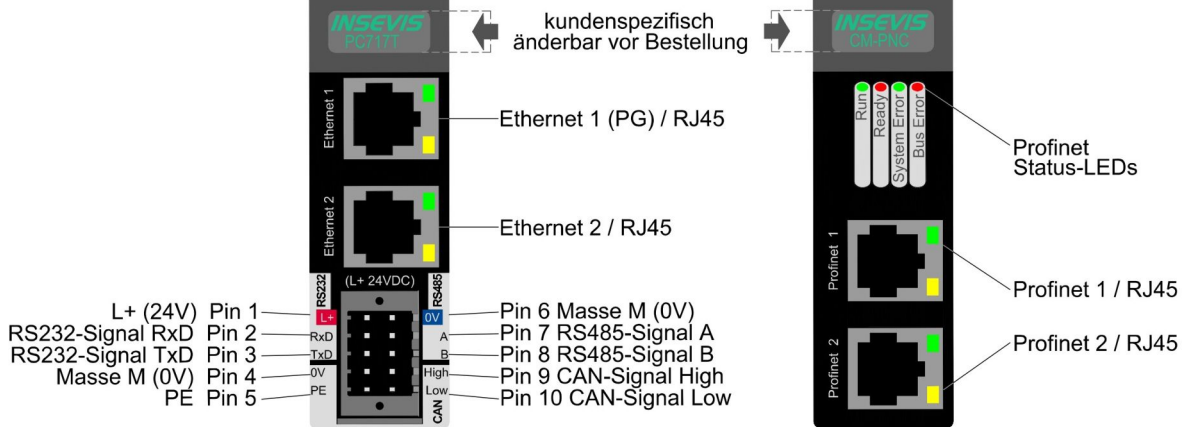 INSEVIS
PC717T
kundenspezifisch
änderbar vor Bestellung
INSEVIS
CM-PNC
Ethernet 1
Ethernet 1 (PG) / RJ45
Ethernet 2
Ethernet 2 / RJ45
Run
Ready
System Error
Bus Error
Profinet
Status-LEDs
Profinet 1
Profinet 1 / RJ45
Profinet 2
Profinet 2 / RJ45
RS232
(L+ 24VDC)
RS485
L+ (24V) Pin 1
L+
0V
Pin 6 Masse M (0V)
RS232-Signal RxD Pin 2
RxD
A
Pin 7 RS485-Signal A
RS232-Signal TxD Pin 3
TxD
B
Pin 8 RS485-Signal B
Masse M (0V) Pin 4
0V
High
Pin 9 CAN-Signal High
PE Pin 5
PE
Low
Pin 10 CAN-Signal Low
CAN